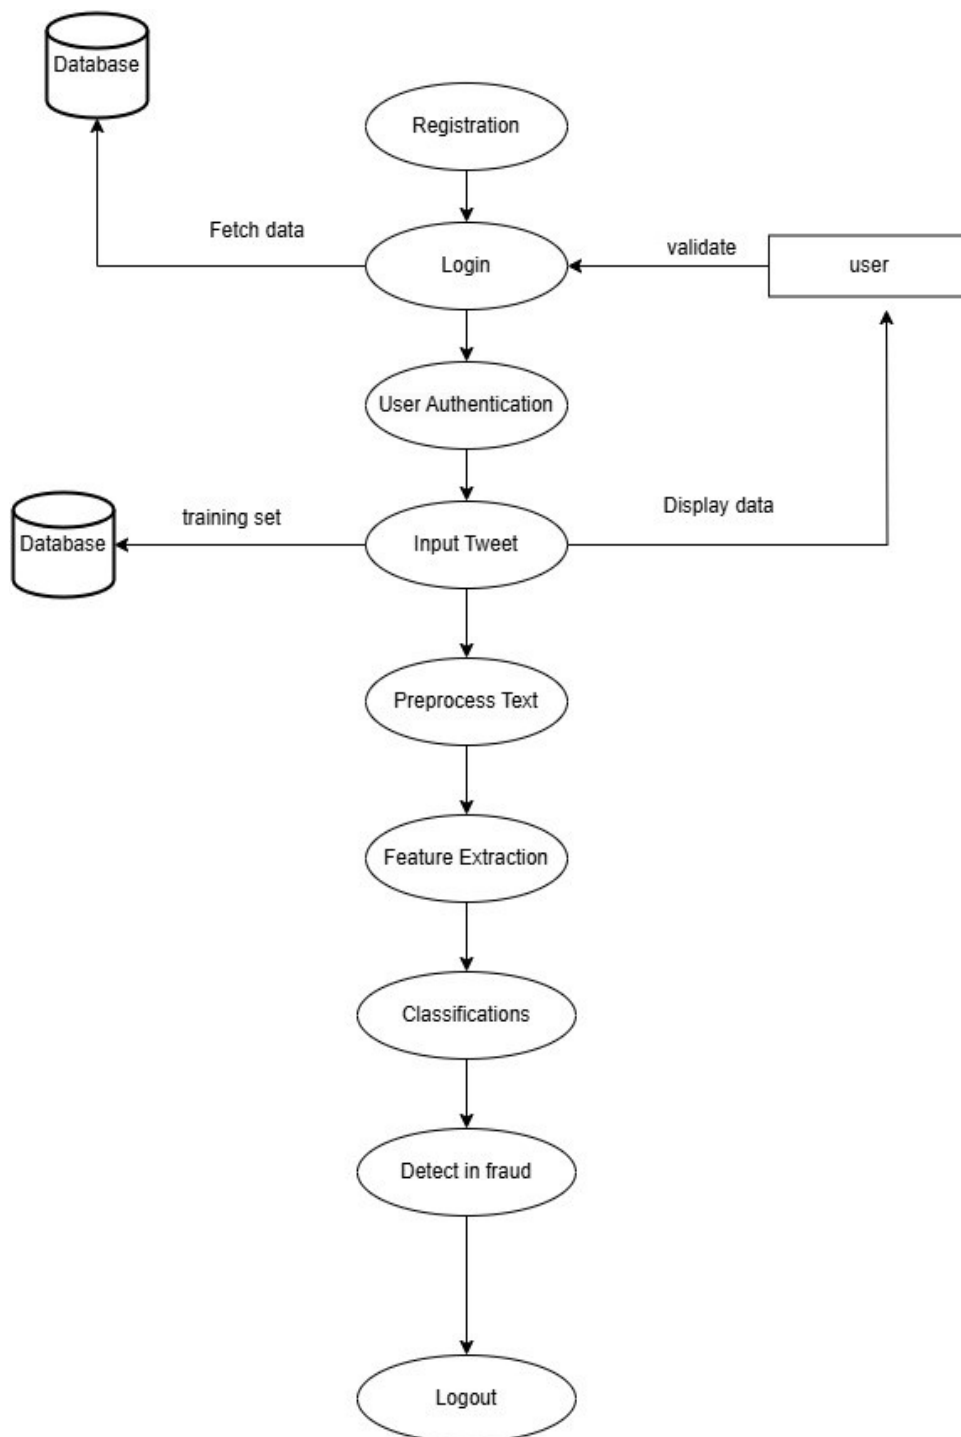 Database
Registration
Fetch data
Login
validate
user
User Authentication
Database
training set
Input Tweet
Display data
Preprocess Text
Feature Extraction
Classifications
Detect in fraud
Logout